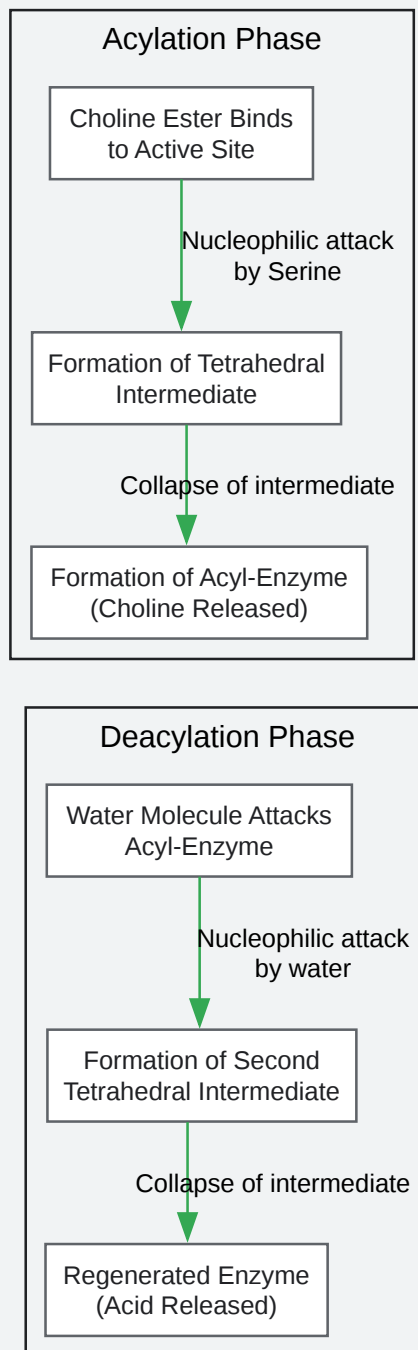 Acylation Phase
Choline Ester Binds
to Active Site
Nucleophilic attack
by Serine
Formation of Tetrahedral
Intermediate
Collapse of intermediate
Formation of Acyl-Enzyme
(Choline Released)
Deacylation Phase
Water Molecule Attacks
Acyl-Enzyme
Nucleophilic attack
by water
Formation of Second
Tetrahedral Intermediate
Collapse of intermediate
Regenerated Enzyme
(Acid Released)